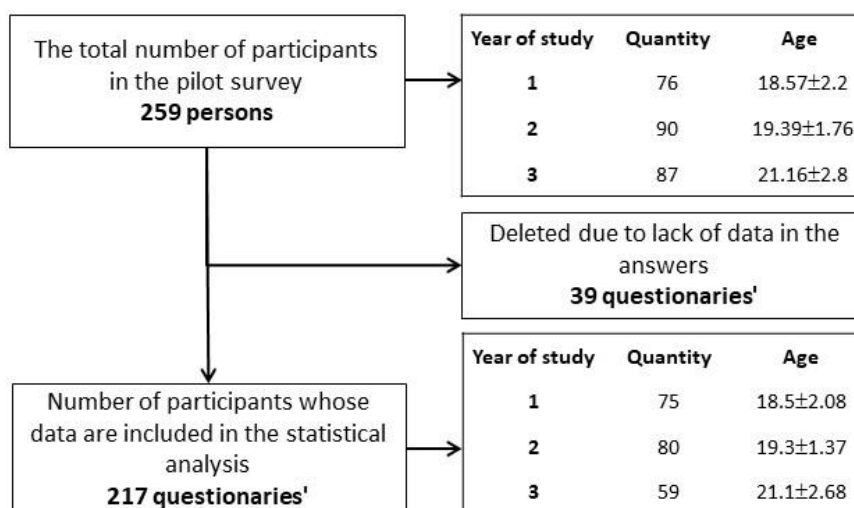 The total number of participants
in the pilot survey
259 persons
Year of study Quantity Age
1 76 18.57±2.2
2 90 19.39±1.76
3 87 21.16±2.8
Deleted due to lack of data in the
answers
39 questionaries'
Number of participants whose
data are included in the statistical
analysis
217 questionaries'
Year of study Quantity Age
1 75 18.5±2.08
2 80 19.3±1.37
3 59 21.1±2.68